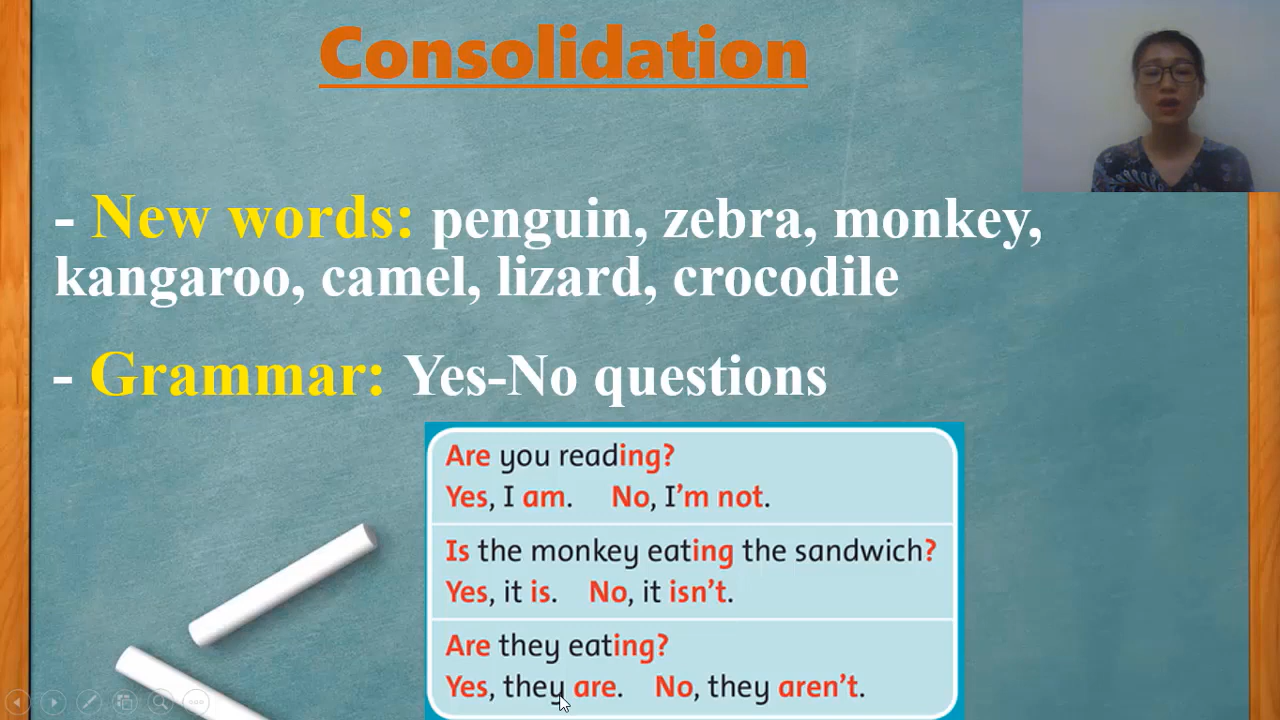 Consolidation
- New words: penguin, zebra, monkey,
kangaroo, camel, lizard, crocodile
- Grammar: Yes-No questions
Are you reading?
Yes, I am. No, I'm not.
Is the monkey eating the sandwich?
Yes, it is. No, it isn't.
Are they eating?
Yes, they are. No, they aren't.